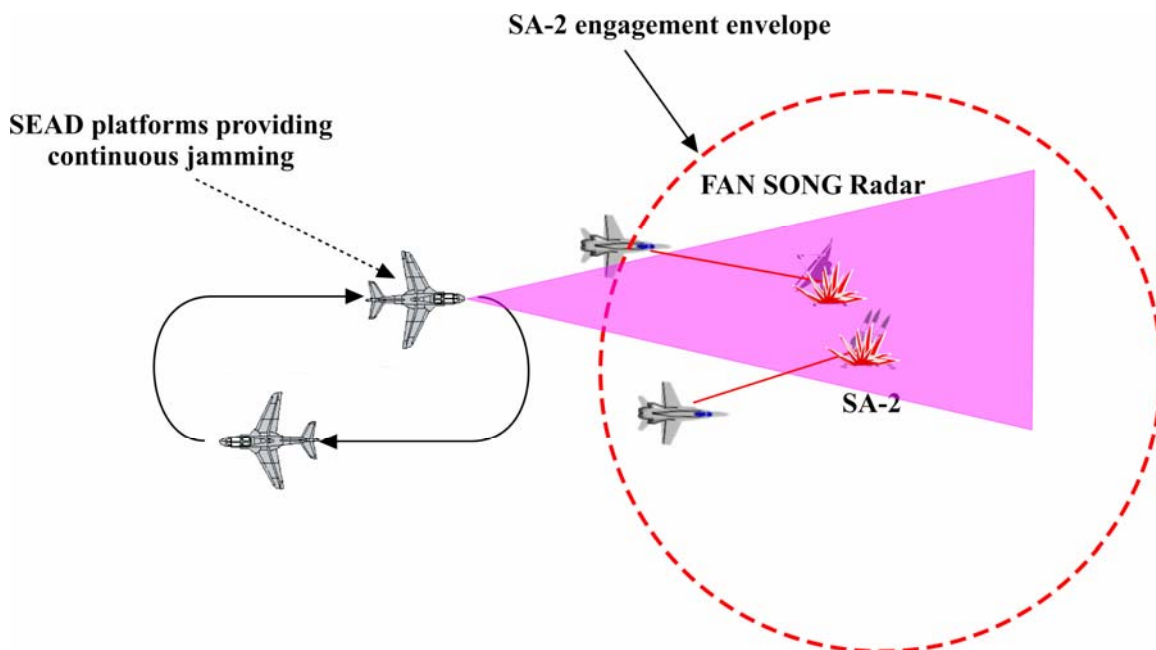 SA-2 engagement envelope
SEAD platforms providing
continuous jamming
FAN SONG Radar
SA-2